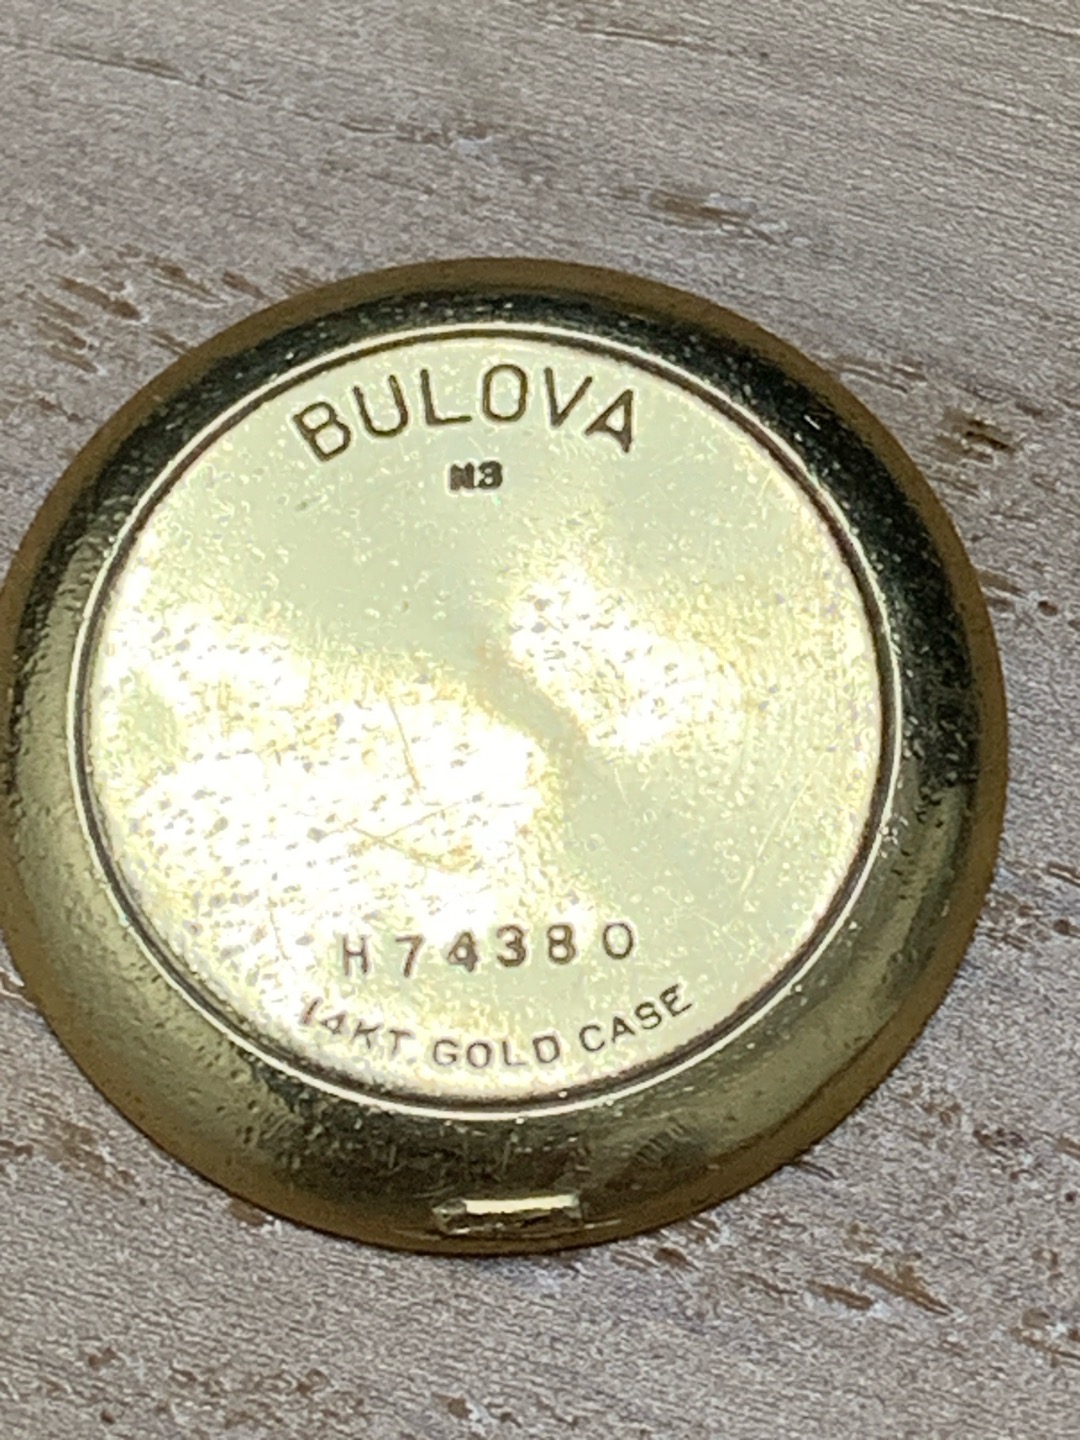 BULOVA
N3
H74380
14KT GOLD CASE